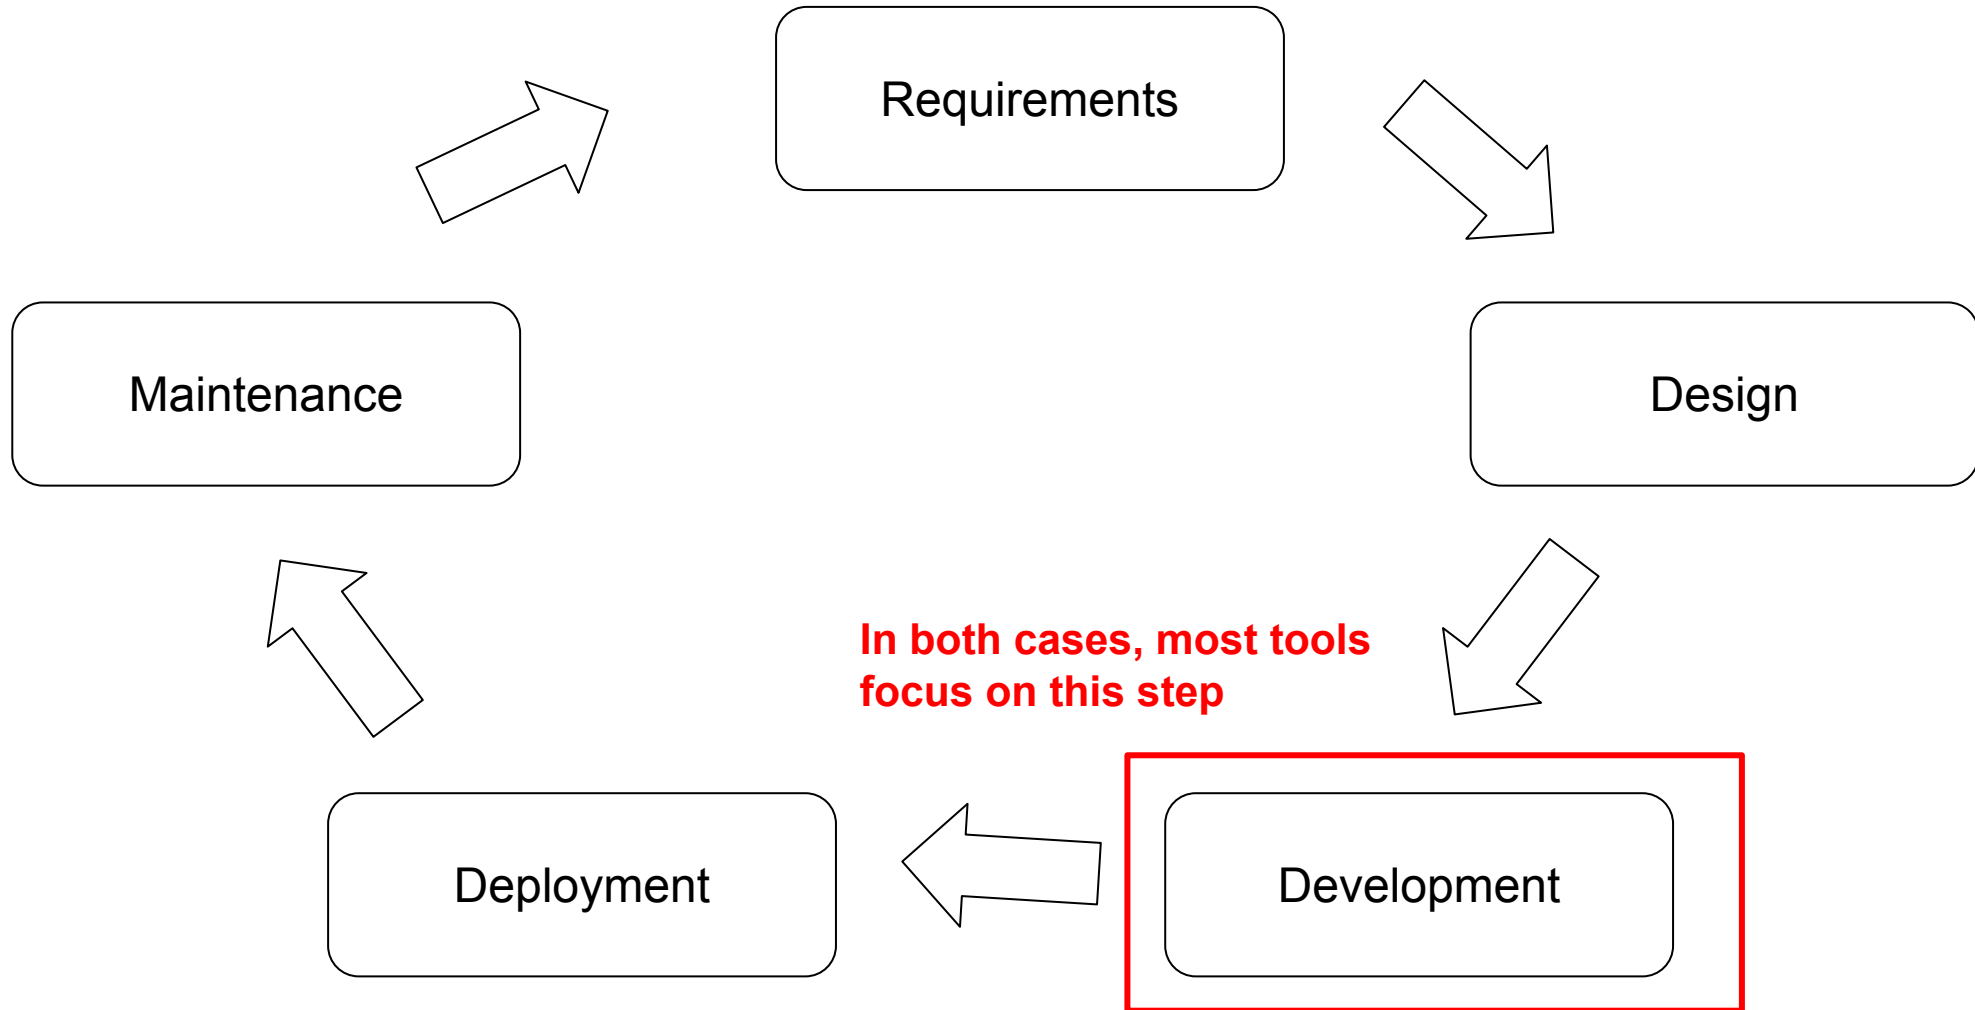 Requirements
Maintenance
Design
In both cases, most tools
focus on this step
Deployment
Development